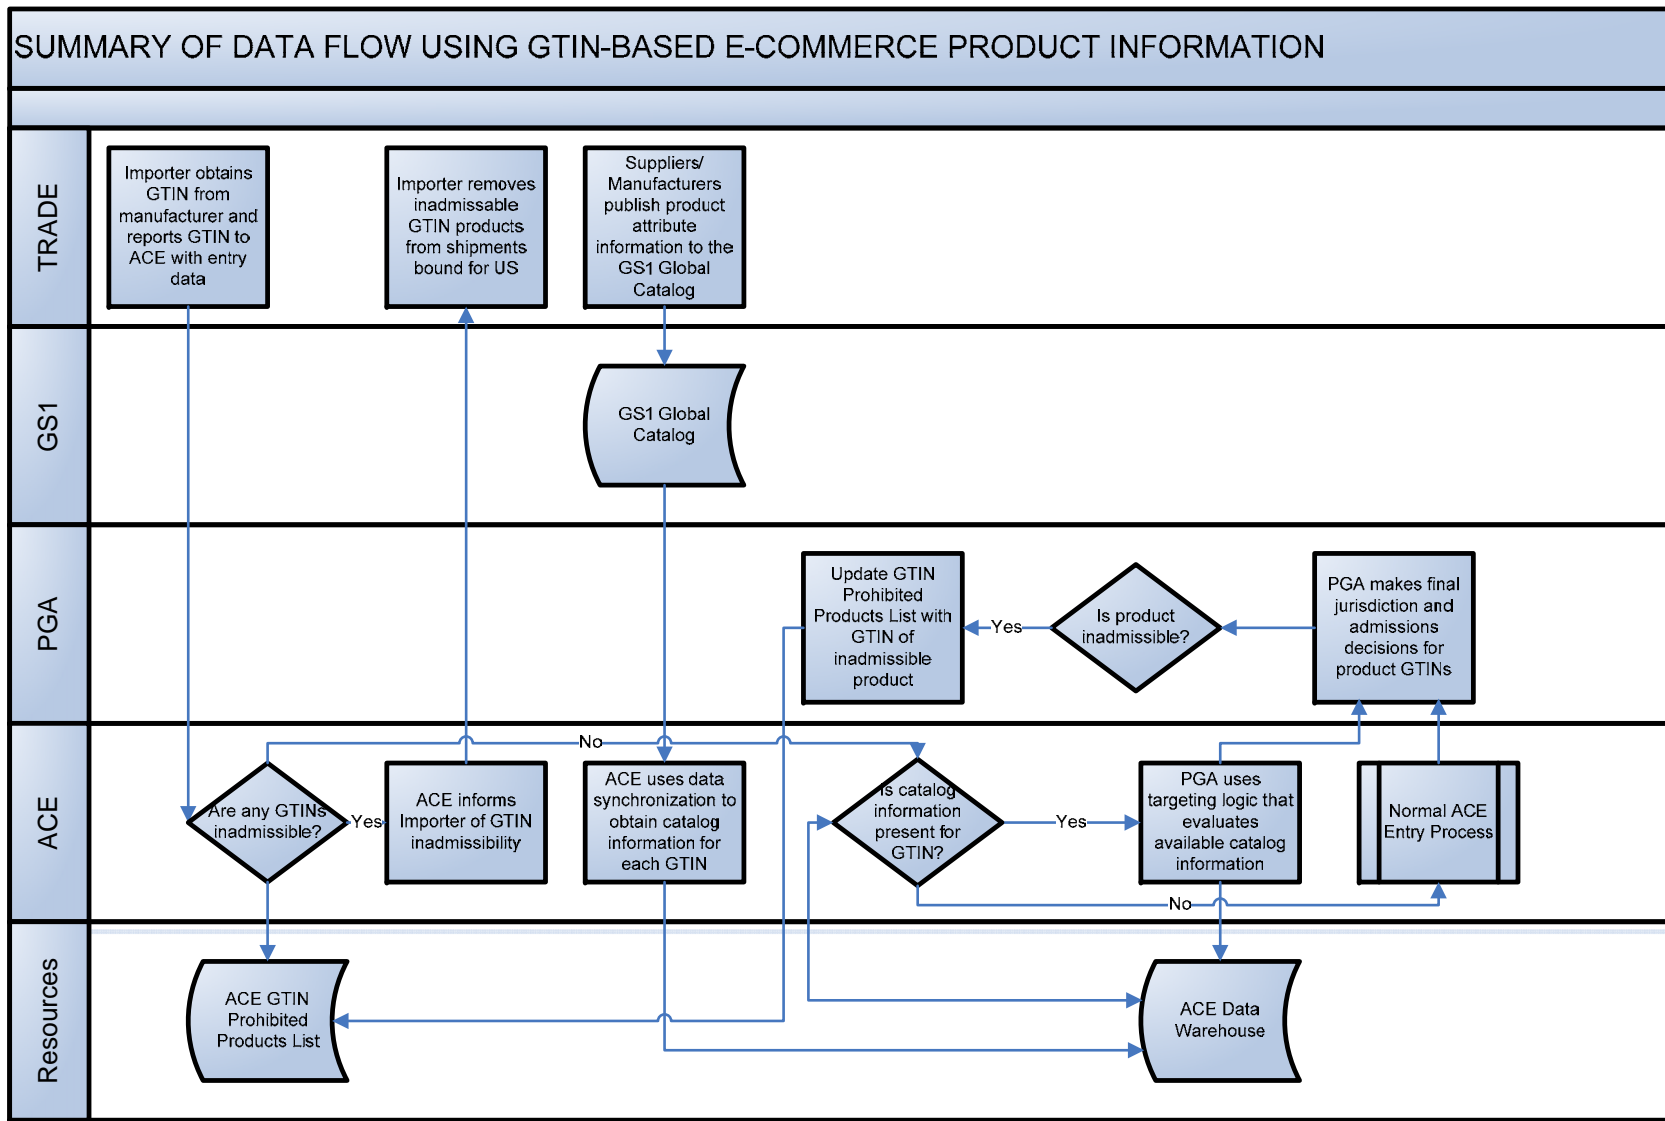 SUMMARY OF DATA FLOW USING GTIN-BASED E-COMMERCE PRODUCT INFORMATION
TRADE
Importer obtains
GTIN from
manufacturer and
reports GTIN to
ACE with entry
data
Importer removes
inadmissable
GTIN products
from shipments
bound for US
Suppliers/
Manufacturers
publish product
attribute
information to the
GS1 Global
Catalog
GS1
GS1 Global
Catalog
PGA
Update GTIN
Prohibited
Products List with
GTIN of
inadmissible
product
Yes
Is product
inadmissible?
PGA makes final
jurisdiction and
admissions
decisions for
product GTINs
ACE
Are any GTINs
inadmissible?
Yes
ACE informs
Importer of GTIN
inadmissibility
No
ACE uses data
synchronization to
obtain catalog
information for
each GTIN
Is catalog
information
present for
GTIN?
Yes
PGA uses
targeting logic that
evaluates
available catalog
information
No
Normal ACE
Entry Process
Resources
ACE GTIN
Prohibited
Products List
ACE Data
Warehouse